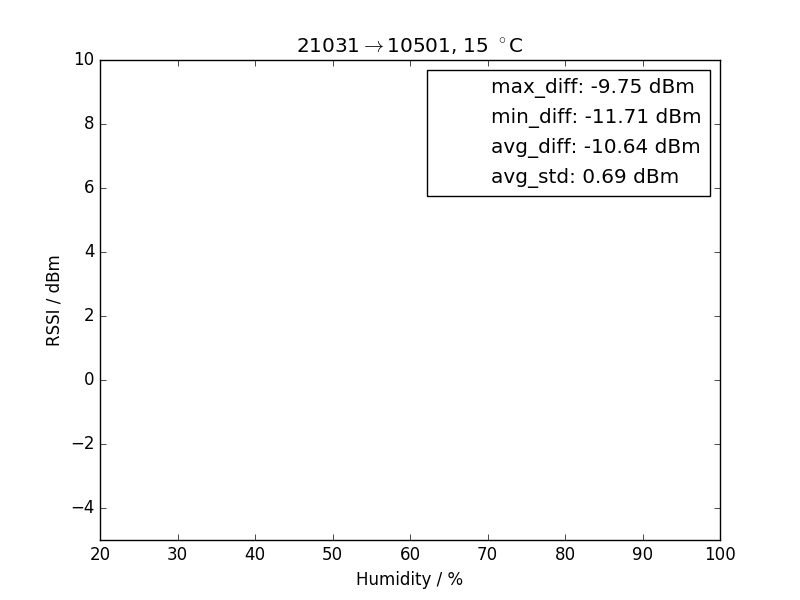 21031→10501, 15 °C
10
8
6
4
2
0
−2
−4
RSSI / dBm
max_diff: -9.75 dBm
min_diff: -11.71 dBm
avg_diff: -10.64 dBm
avg_std: 0.69 dBm
20 30 40 50 60 70 80 90 100
Humidity / %